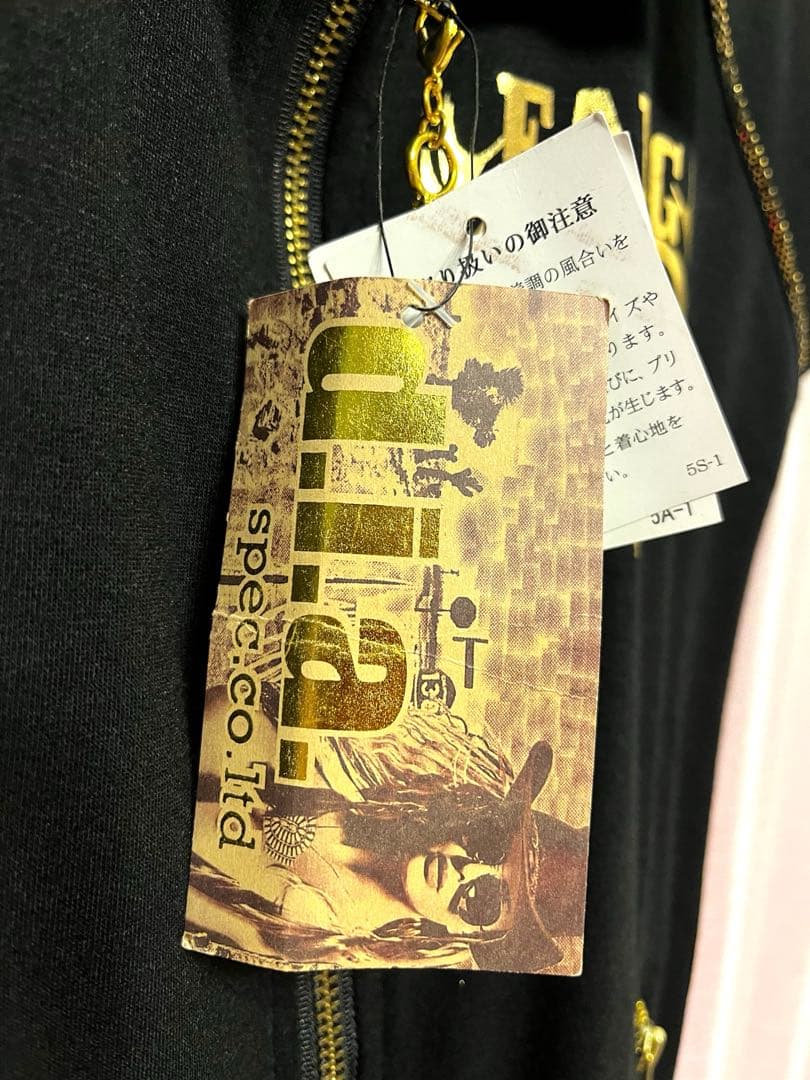 d.i.a.
spec.co.ltd
り扱いの御注意
調の風合いを
イズや
ります。
びに、プリ
が生じます。
と着心地を
い。
5S-1
5A-1